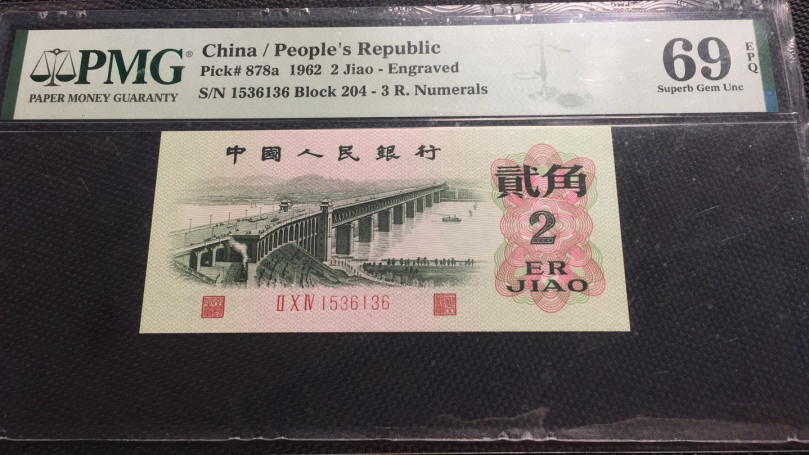 PMG
PAPER MONEY GUARANTY
China / People's Republic
Pick# 878a 1962 2 Jiao - Engraved
S/N 1536136 Block 204 - 3 R. Numerals
69 EPQ
Superb Gem Unc
中國人民銀行
貳角
2
ER
JIAO
ⅡⅩⅣ 1536136